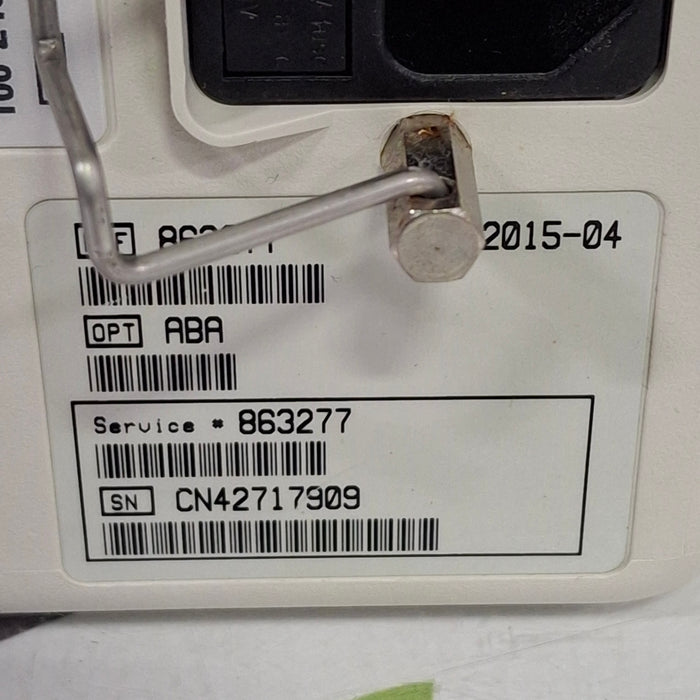 2015-04
OPT ABA
Service # 863277
SN CN42717909